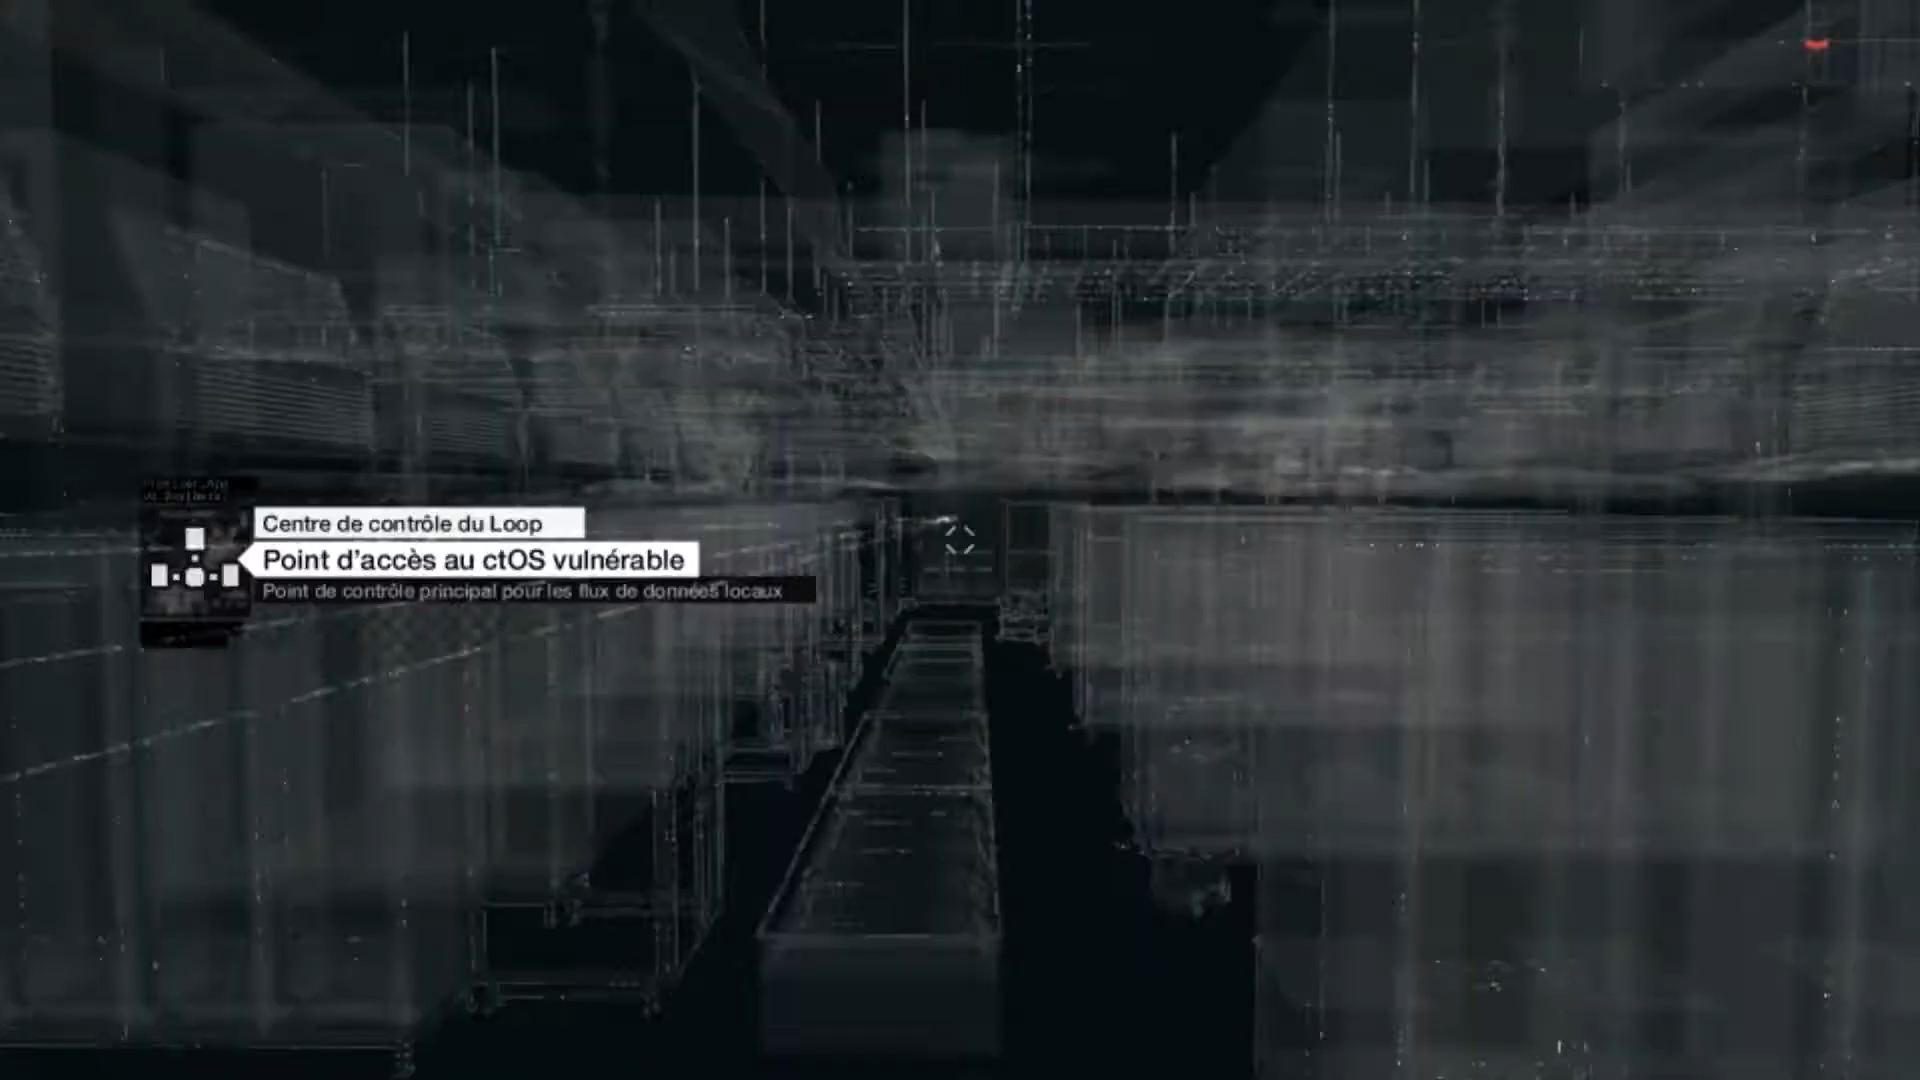 Centre de contrôle du Loop
Point d'accès au ctOS vulnérable
Point de contrôle principal pour les flux de données locaux